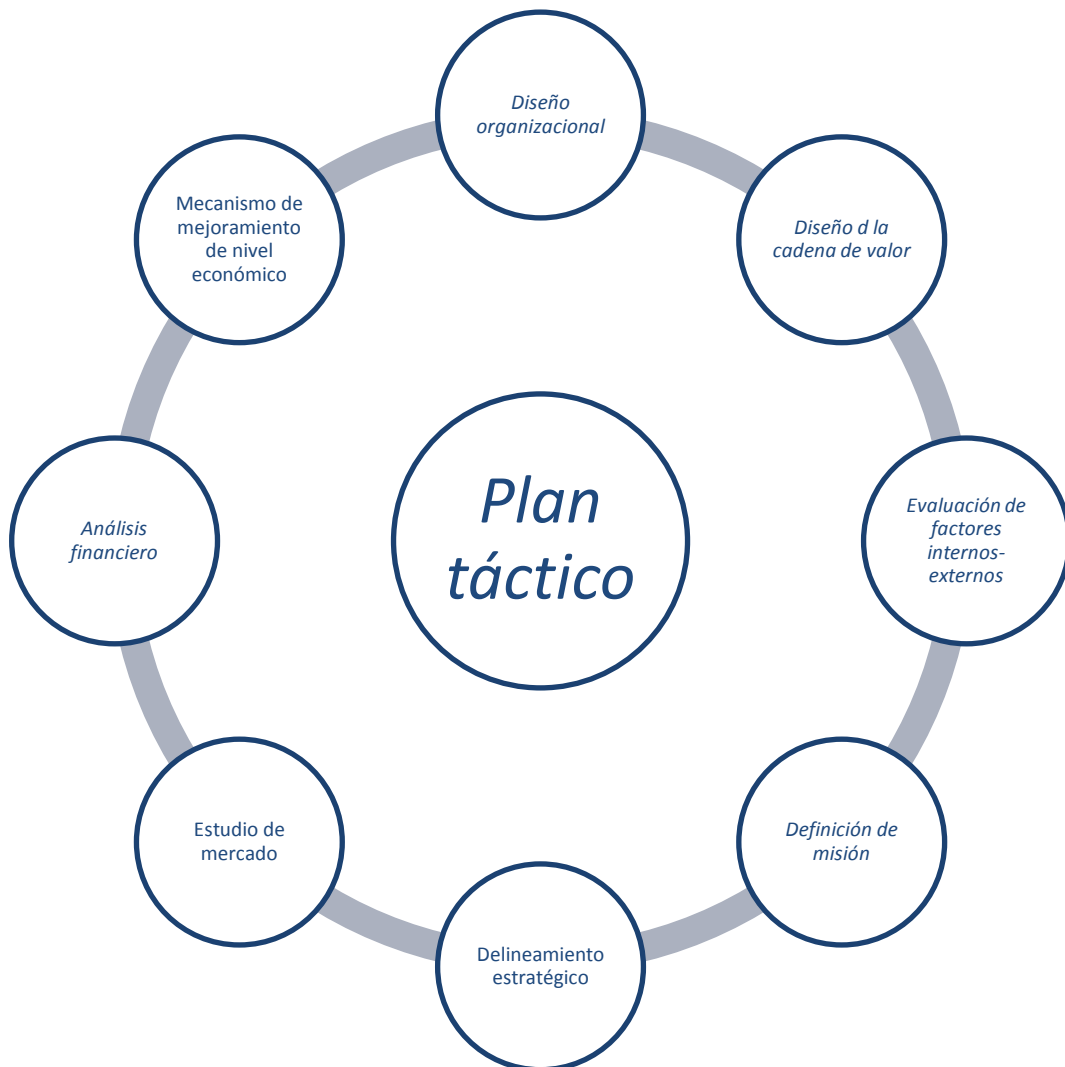 Diseño
organizacional
Diseño d la
cadena de valor
Evaluación de
factores
internos-
externos
Definición de
misión
Delineamiento
estratégico
Estudio de
mercado
Análisis
financiero
Mecanismo de
mejoramiento
de nivel
económico
Plan
táctico